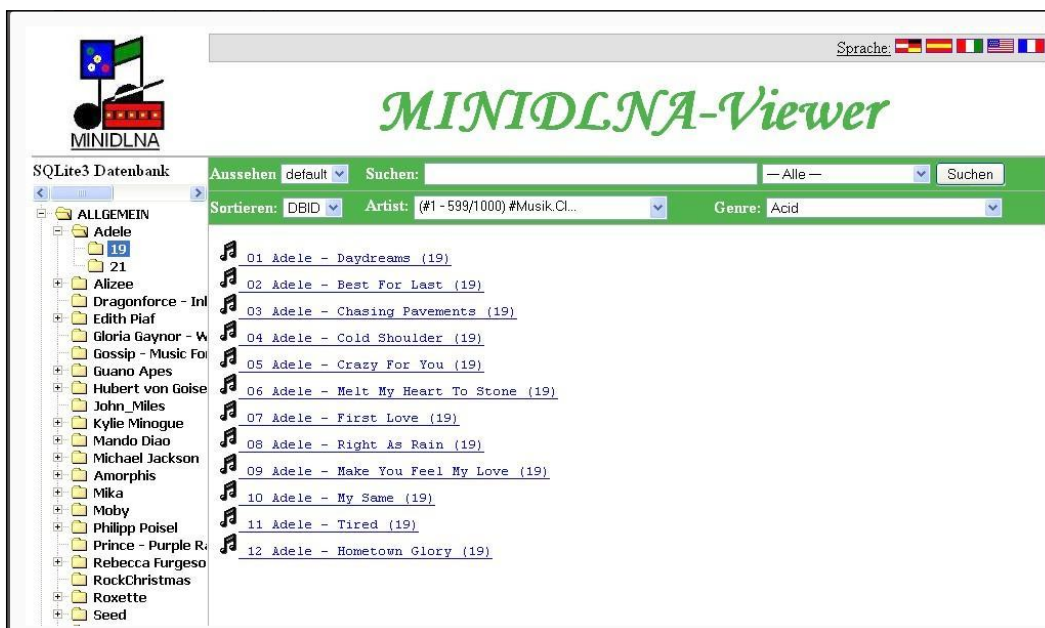 Sprache:
MINIDLNA
MINIDLNA-Viewer
SQLite3 Datenbank
Aussehen default Suchen: — Alle — Suchen
Sortieren: DBID Artist: (#1 - 599/1000) #Musik.Cl... Genre: Acid
ALLGEMEIN
Adele
19
21
Alizee
Dragonforce - Inl
Edith Piaf
Gloria Gaynor - W
Gossip - Music For
Guano Apes
Hubert von Goise
John_Miles
Kylie Minogue
Mando Diao
Michael Jackson
Amorphis
Mika
Moby
Philipp Poisel
Prince - Purple Ra
Rebecca Furgeso
RockChristmas
Roxette
Seed
01 Adele - Daydreams (19)
02 Adele - Best For Last (19)
03 Adele - Chasing Pavements (19)
04 Adele - Cold Shoulder (19)
05 Adele - Crazy For You (19)
06 Adele - Melt My Heart To Stone (19)
07 Adele - First Love (19)
08 Adele - Right As Rain (19)
09 Adele - Make You Feel My Love (19)
10 Adele - My Same (19)
11 Adele - Tired (19)
12 Adele - Hometown Glory (19)